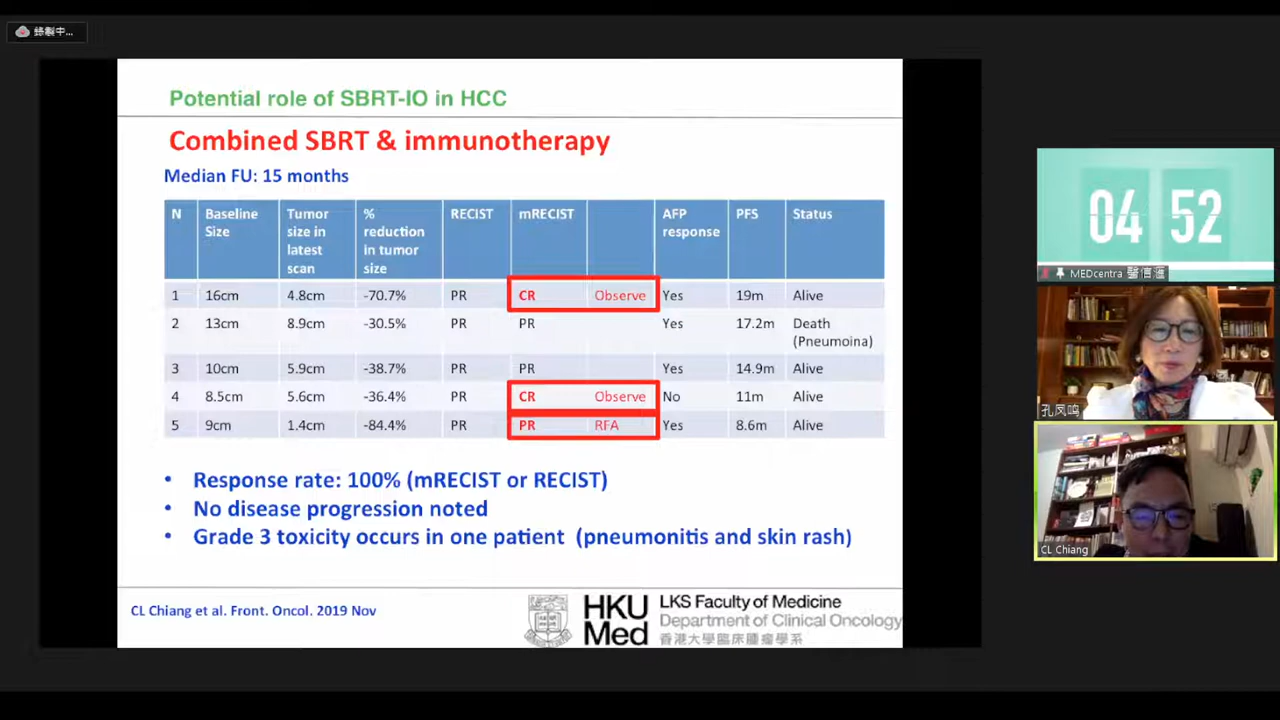 錄製中...
Potential role of SBRT-IO in HCC
Combined SBRT & immunotherapy
Median FU: 15 months
N Baseline Size Tumor size in latest scan % reduction in tumor size RECIST mRECIST AFP response PFS Status
1 16cm 4.8cm -70.7% PR CR Observe Yes 19m Alive
2 13cm 8.9cm -30.5% PR PR Yes 17.2m Death (Pneumoina)
3 10cm 5.9cm -38.7% PR PR Yes 14.9m Alive
4 8.5cm 5.6cm -36.4% PR CR Observe No 11m Alive
5 9cm 1.4cm -84.4% PR PR RFA Yes 8.6m Alive
• Response rate: 100% (mRECIST or RECIST)
• No disease progression noted
• Grade 3 toxicity occurs in one patient (pneumonitis and skin rash)
CL Chiang et al. Front. Oncol. 2019 Nov
HKU Med
LKS Faculty of Medicine
Department of Clinical Oncology
香港大學臨床腫瘤學系
04 52
MEDcentra 醫信滙
孔凤鸣
CL Chiang